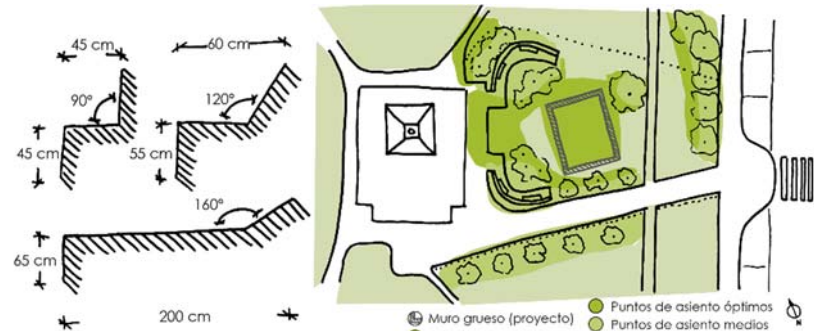 45 cm
60 cm
90°
120°
45 cm
55 cm
160°
65 cm
200 cm
Muro grueso (proyecto)
Puntos de asiento óptimos
Puntos de asiento medios
N